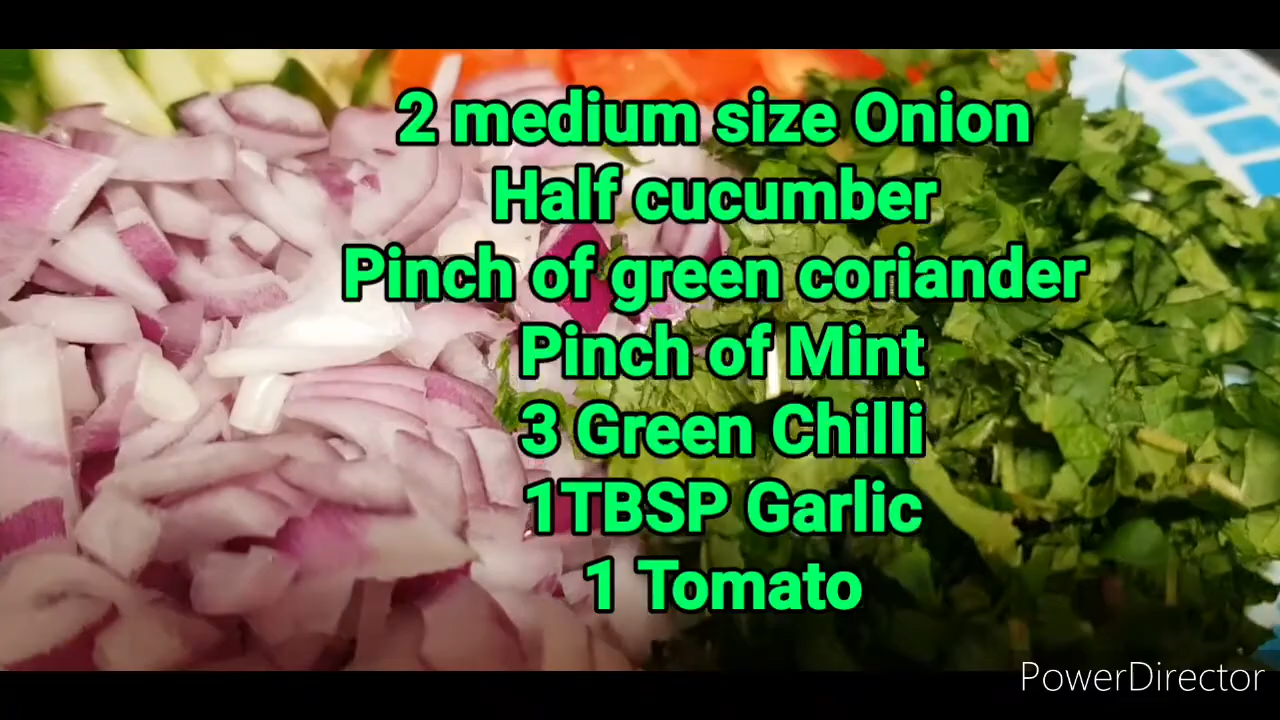 2 medium size Onion
Half cucumber
Pinch of green coriander
Pinch of Mint
3 Green Chilli
1TBSP Garlic
1 Tomato
PowerDirector